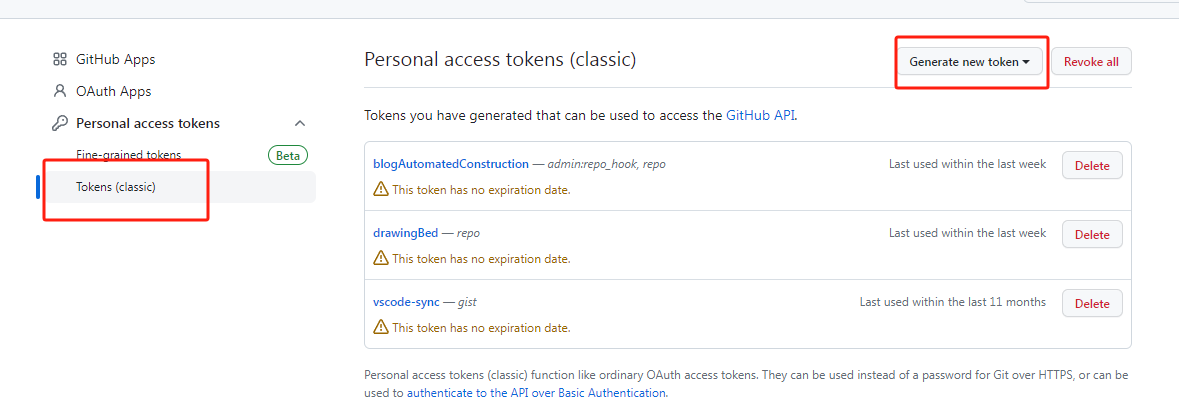 GitHub Apps
OAuth Apps
Personal access tokens
Fine-grained tokens Beta
Tokens (classic)
Personal access tokens (classic) Generate new token Revoke all
Tokens you have generated that can be used to access the GitHub API.
blogAutomatedConstruction — admin:repo_hook, repo Last used within the last week Delete
This token has no expiration date.
drawingBed — repo Last used within the last week Delete
This token has no expiration date.
vscode-sync — gist Last used within the last 11 months Delete
This token has no expiration date.
Personal access tokens (classic) function like ordinary OAuth access tokens. They can be used instead of a password for Git over HTTPS, or can be
used to authenticate to the API over Basic Authentication.